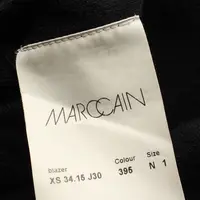 MARCCAIN
blazer Colour Size
XS 34.15 J30 395 N 1